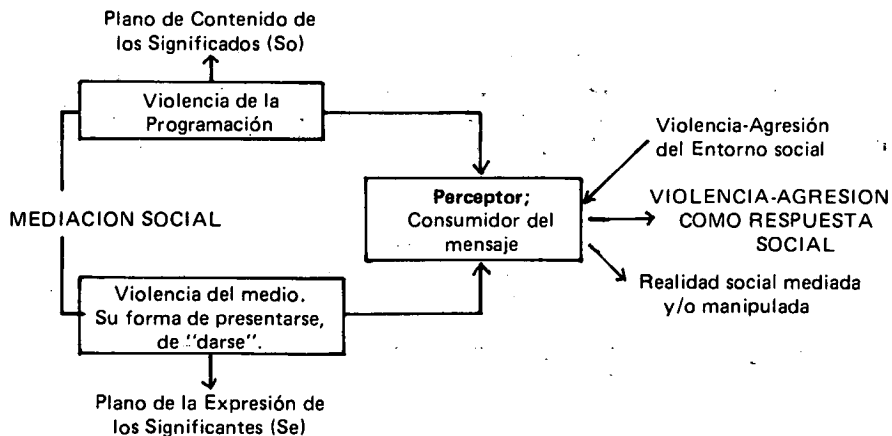 Plano de Contenido de
los Significados (So)
Violencia de la
Programación
MEDIACION SOCIAL
Violencia del medio.
Su forma de presentarse,
de "darse".
Plano de la Expresión de
los Significantes (Se)
Perceptor;
Consumidor del
mensaje
Violencia-Agresión
del Entorno social
VIOLENCIA-AGRESION
COMO RESPUESTA
SOCIAL
Realidad social mediada
y/o manipulada